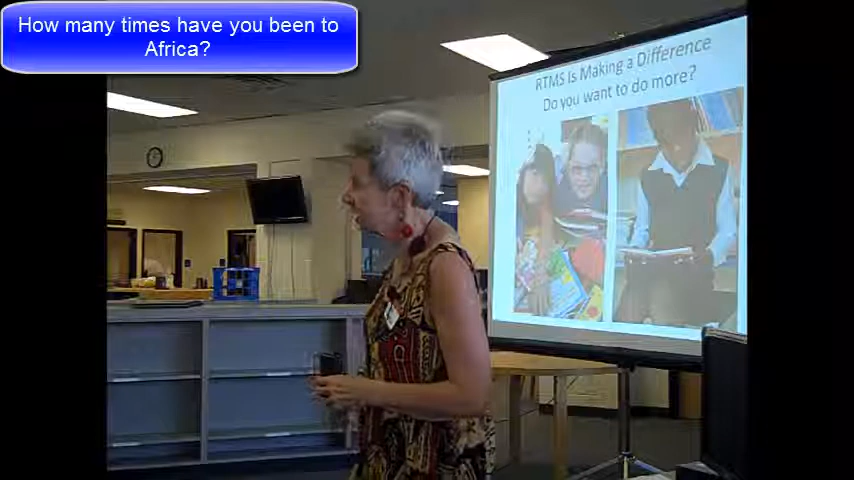 How many times have you been to
Africa?
RTMS Is Making a Difference
Do you want to do more?